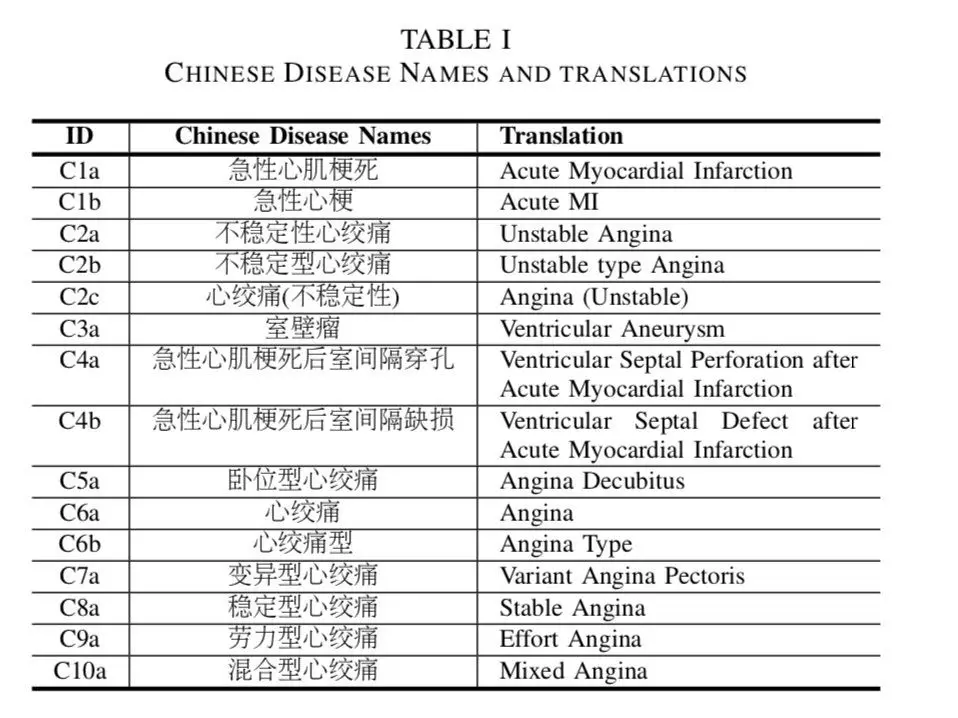 TABLE I
CHINESE DISEASE NAMES AND TRANSLATIONS
ID Chinese Disease Names Translation
C1a 急性心肌梗死 Acute Myocardial Infarction
C1b 急性心梗 Acute MI
C2a 不稳定性心绞痛 Unstable Angina
C2b 不稳定型心绞痛 Unstable type Angina
C2c 心绞痛(不稳定性) Angina (Unstable)
C3a 室壁瘤 Ventricular Aneurysm
C4a 急性心肌梗死后室间隔穿孔 Ventricular Septal Perforation after
Acute Myocardial Infarction
C4b 急性心肌梗死后室间隔缺损 Ventricular Septal Defect after
Acute Myocardial Infarction
C5a 卧位型心绞痛 Angina Decubitus
C6a 心绞痛 Angina
C6b 心绞痛型 Angina Type
C7a 变异型心绞痛 Variant Angina Pectoris
C8a 稳定型心绞痛 Stable Angina
C9a 劳力型心绞痛 Effort Angina
C10a 混合型心绞痛 Mixed Angina